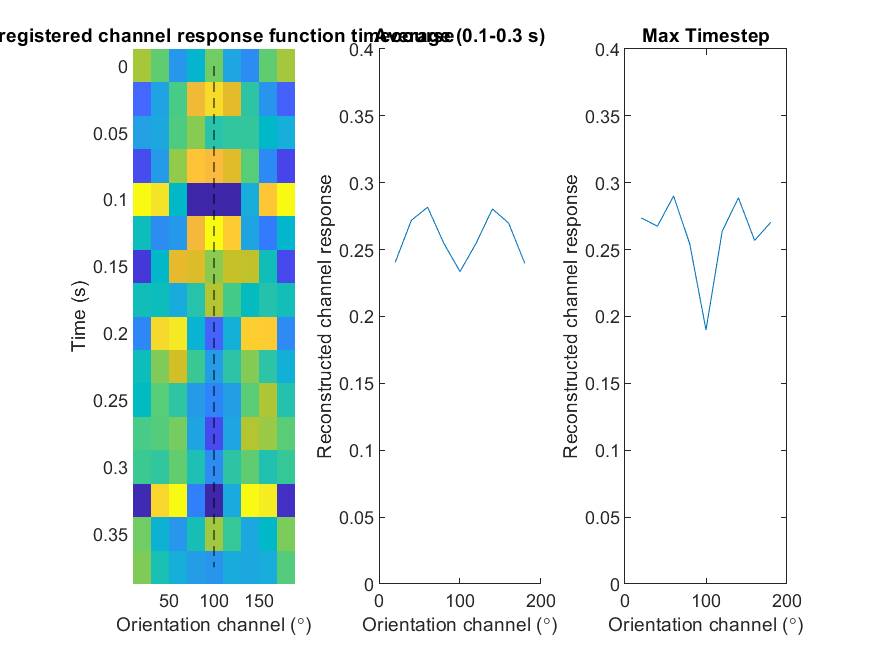 registered channel response function timecourse
Average (0.1-0.3 s)
Max Timestep
0
0.05
0.1
0.15
0.2
0.25
0.3
0.35
Time (s)
50 100 150
Orientation channel (°)
0.4
0.35
0.3
0.25
0.2
0.15
0.1
0.05
0
Reconstructed channel response
0 100 200
Orientation channel (°)
0.4
0.35
0.3
0.25
0.2
0.15
0.1
0.05
0
Reconstructed channel response
0 100 200
Orientation channel (°)